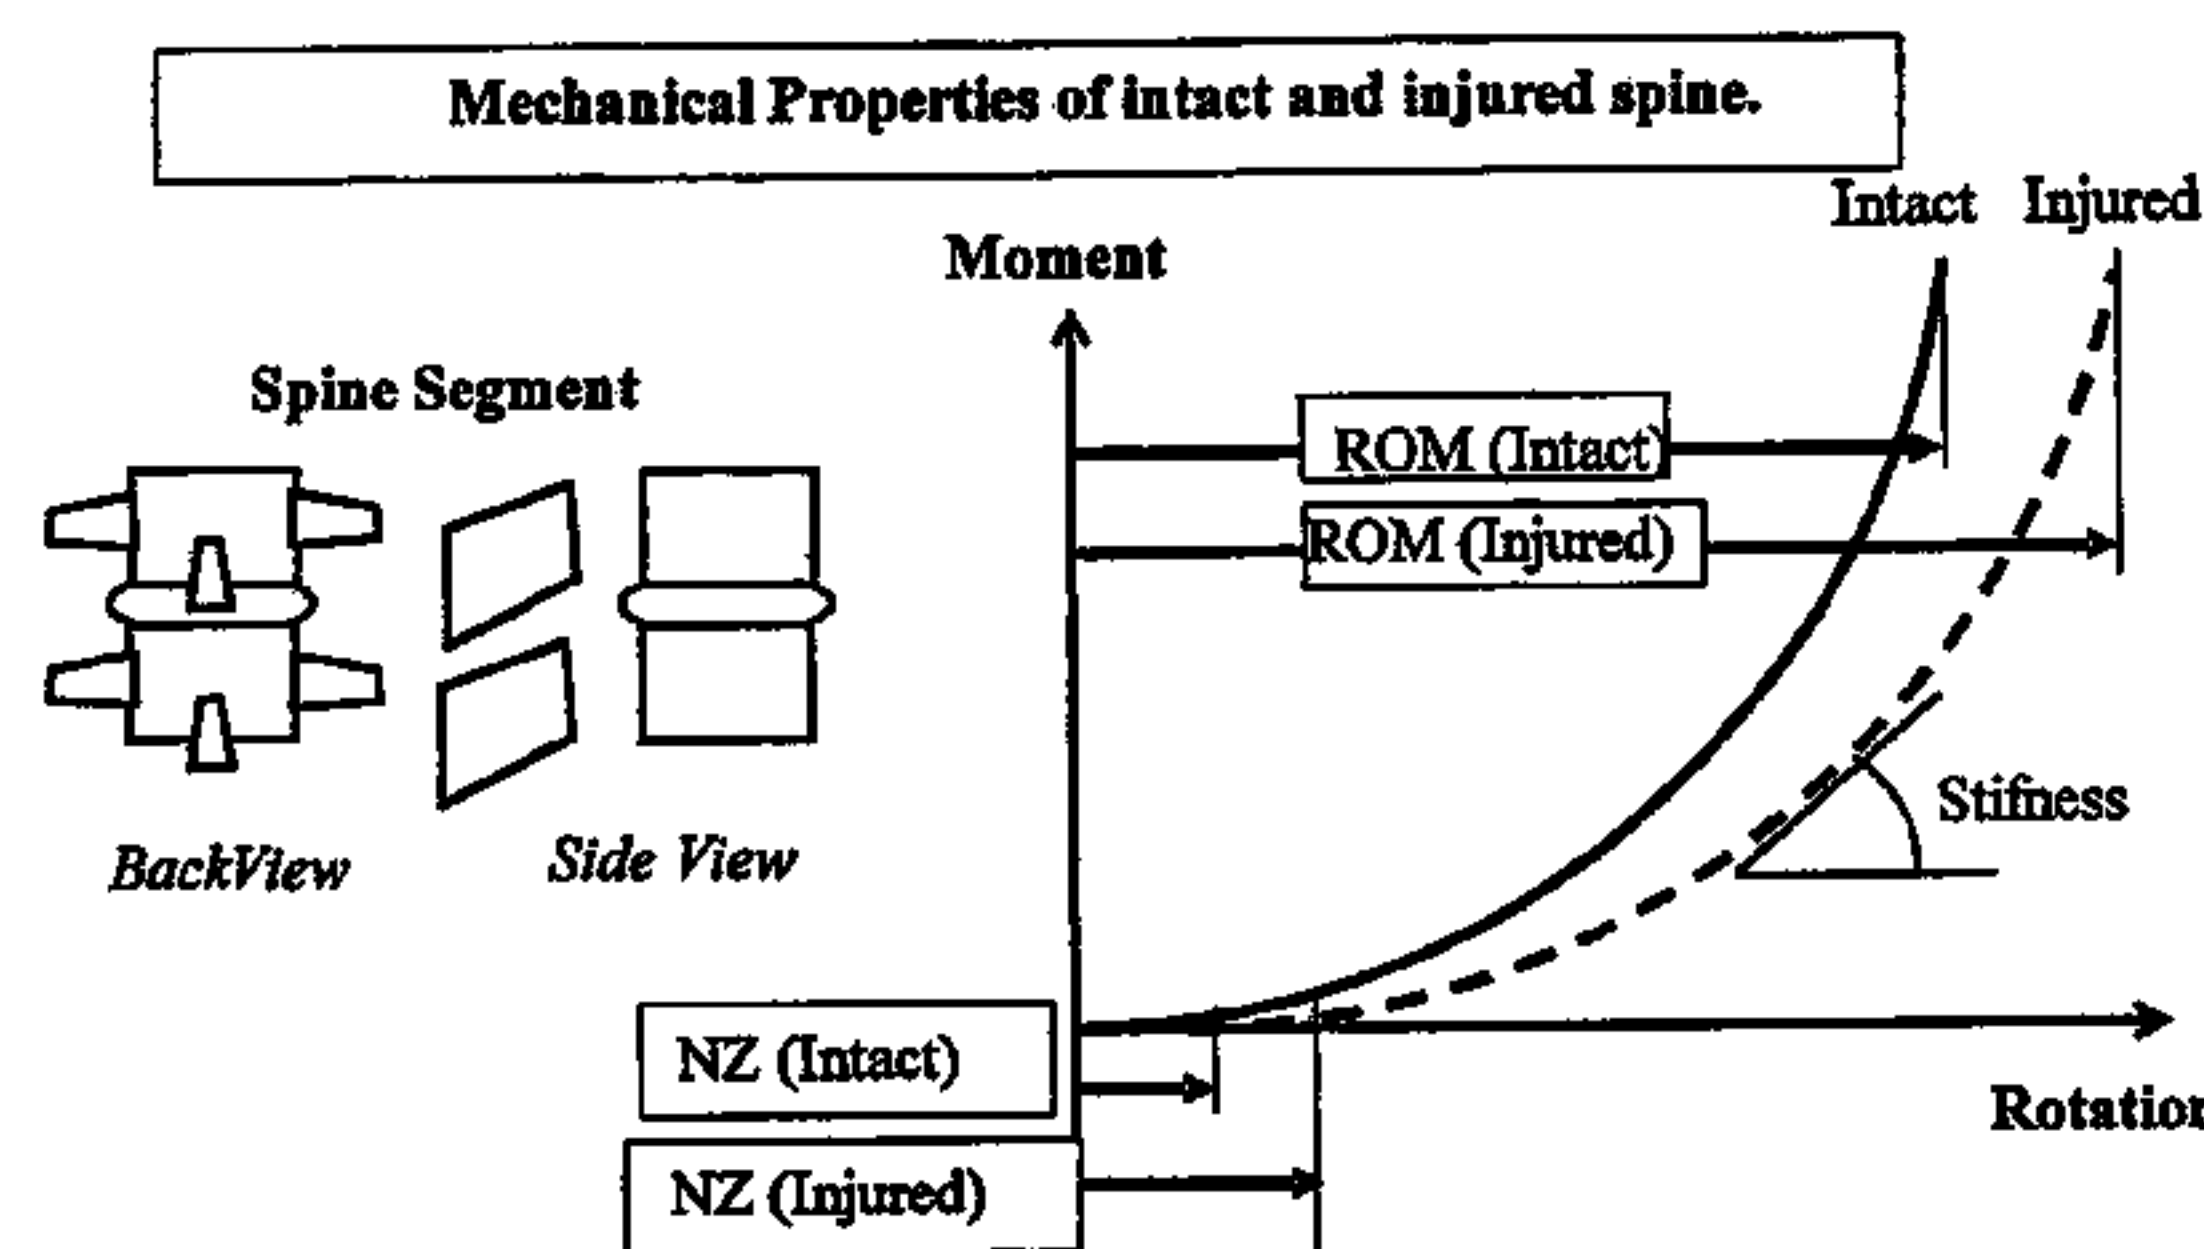 Mechanical Properties of intact and injured spine.
Intact Injured
Moment
Spine Segment
ROM (Intact)
ROM (Injured)
Stifness
BackView
Side View
NZ (Intact)
Rotation
NZ (Injured)